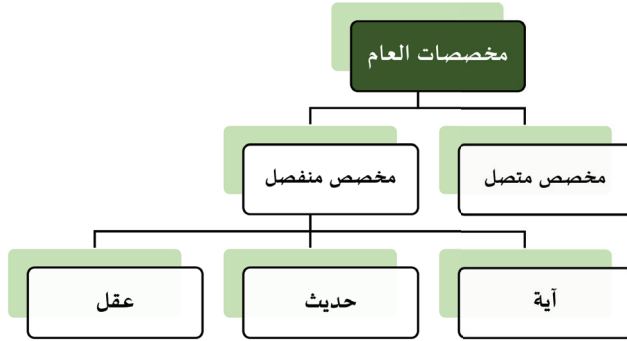 مخصصات العام
مخصص متصل
مخصص منفصل
آية
حديث
عقل